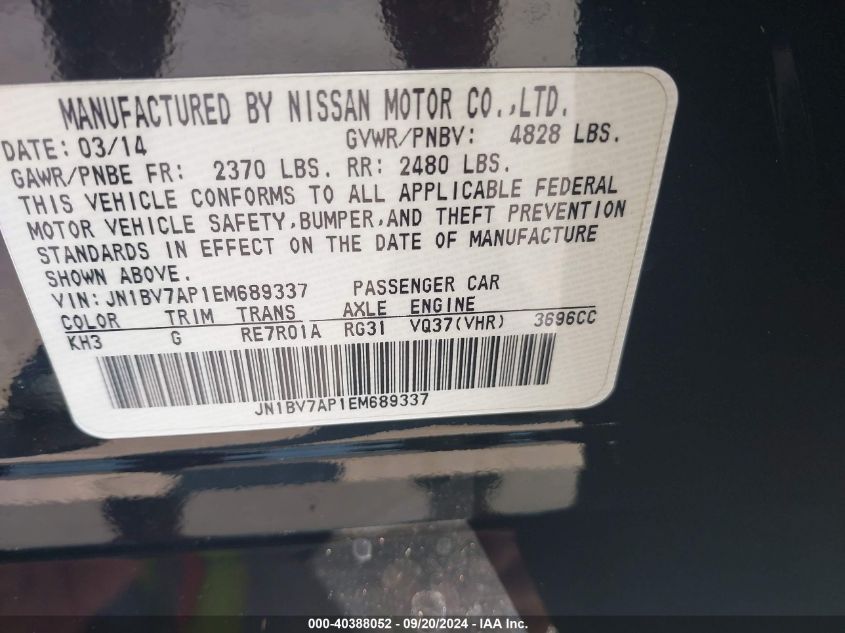 MANUFACTURED BY NISSAN MOTOR CO.,LTD.
DATE: 03/14 GVWR/PNBV: 4828 LBS.
GAWR/PNBE FR: 2370 LBS. RR: 2480 LBS.
THIS VEHICLE CONFORMS TO ALL APPLICABLE FEDERAL
MOTOR VEHICLE SAFETY,BUMPER,AND THEFT PREVENTION
STANDARDS IN EFFECT ON THE DATE OF MANUFACTURE
SHOWN ABOVE.
VIN: JN1BV7AP1EM689337 PASSENGER CAR
COLOR TRIM TRANS AXLE ENGINE
KH3 G RE7R01A RG31 VQ37(VHR) 3696CC
JN1BV7AP1EM689337
000-40388052 - 09/20/2024 - IAA Inc.